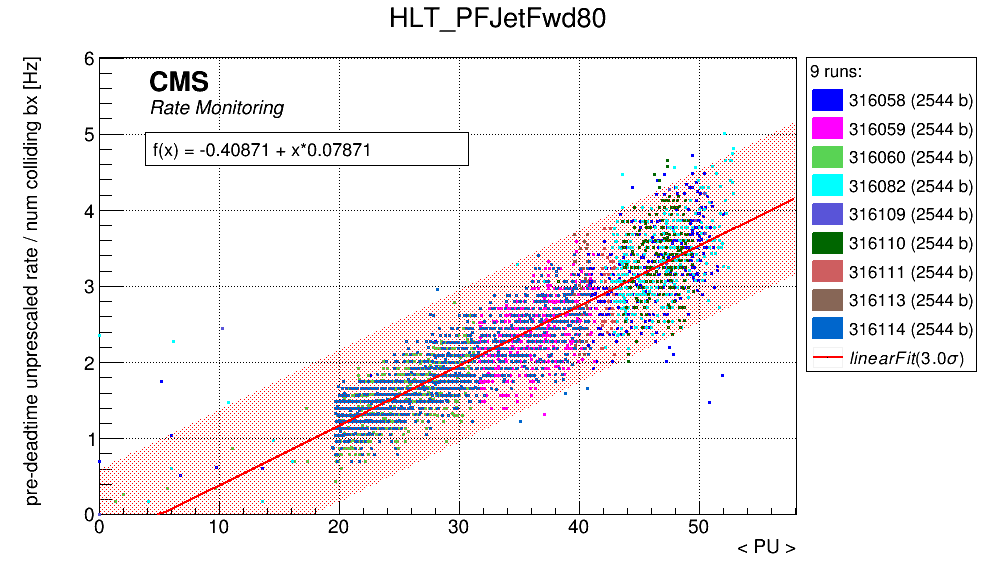 HLT_PFJetFwd80
pre-deadtime unprescaled rate / num colliding bx [Hz]
6
5
4
3
2
1
0
CMS
Rate Monitoring
f(x) = -0.40871 + x*0.07871
0 10 20 30 40 50
< PU >
9 runs:
316058 (2544 b)
316059 (2544 b)
316060 (2544 b)
316082 (2544 b)
316109 (2544 b)
316110 (2544 b)
316111 (2544 b)
316113 (2544 b)
316114 (2544 b)
linearFit(3.0σ)